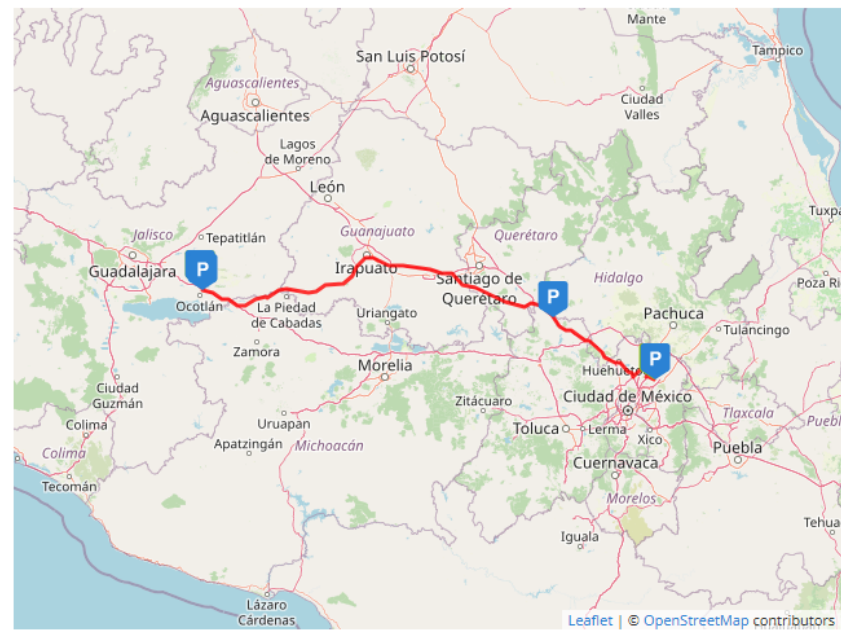 Mante
San Luis Potosí
Tampico
Aguascalientes
Aguascalientes
Ciudad
Valles
Lagos
de Moreno
León
Jalisco
Tepatitlán
Guanajuato
Querétaro
Guadalajara
P
Irapuato
Santiago de
Querétaro
Hidalgo
Poza Ri
Ocotlán
La Piedad
de Cabadas
Uriangato
P
Pachuca
Tulancingo
Zamora
Morelia
Huehueto
P
Ciudad
Guzmán
Zitácuaro
Ciudad de México
Tlaxcala
Colima
Uruapan
Toluca
Lerma
Xico
Puebla
Puebl
Apatzingán
Michoacán
Colima
Cuernavaca
Tecomán
Morelos
Iguala
Tehua
Lázaro
Cárdenas
Leaflet | © OpenStreetMap contributors